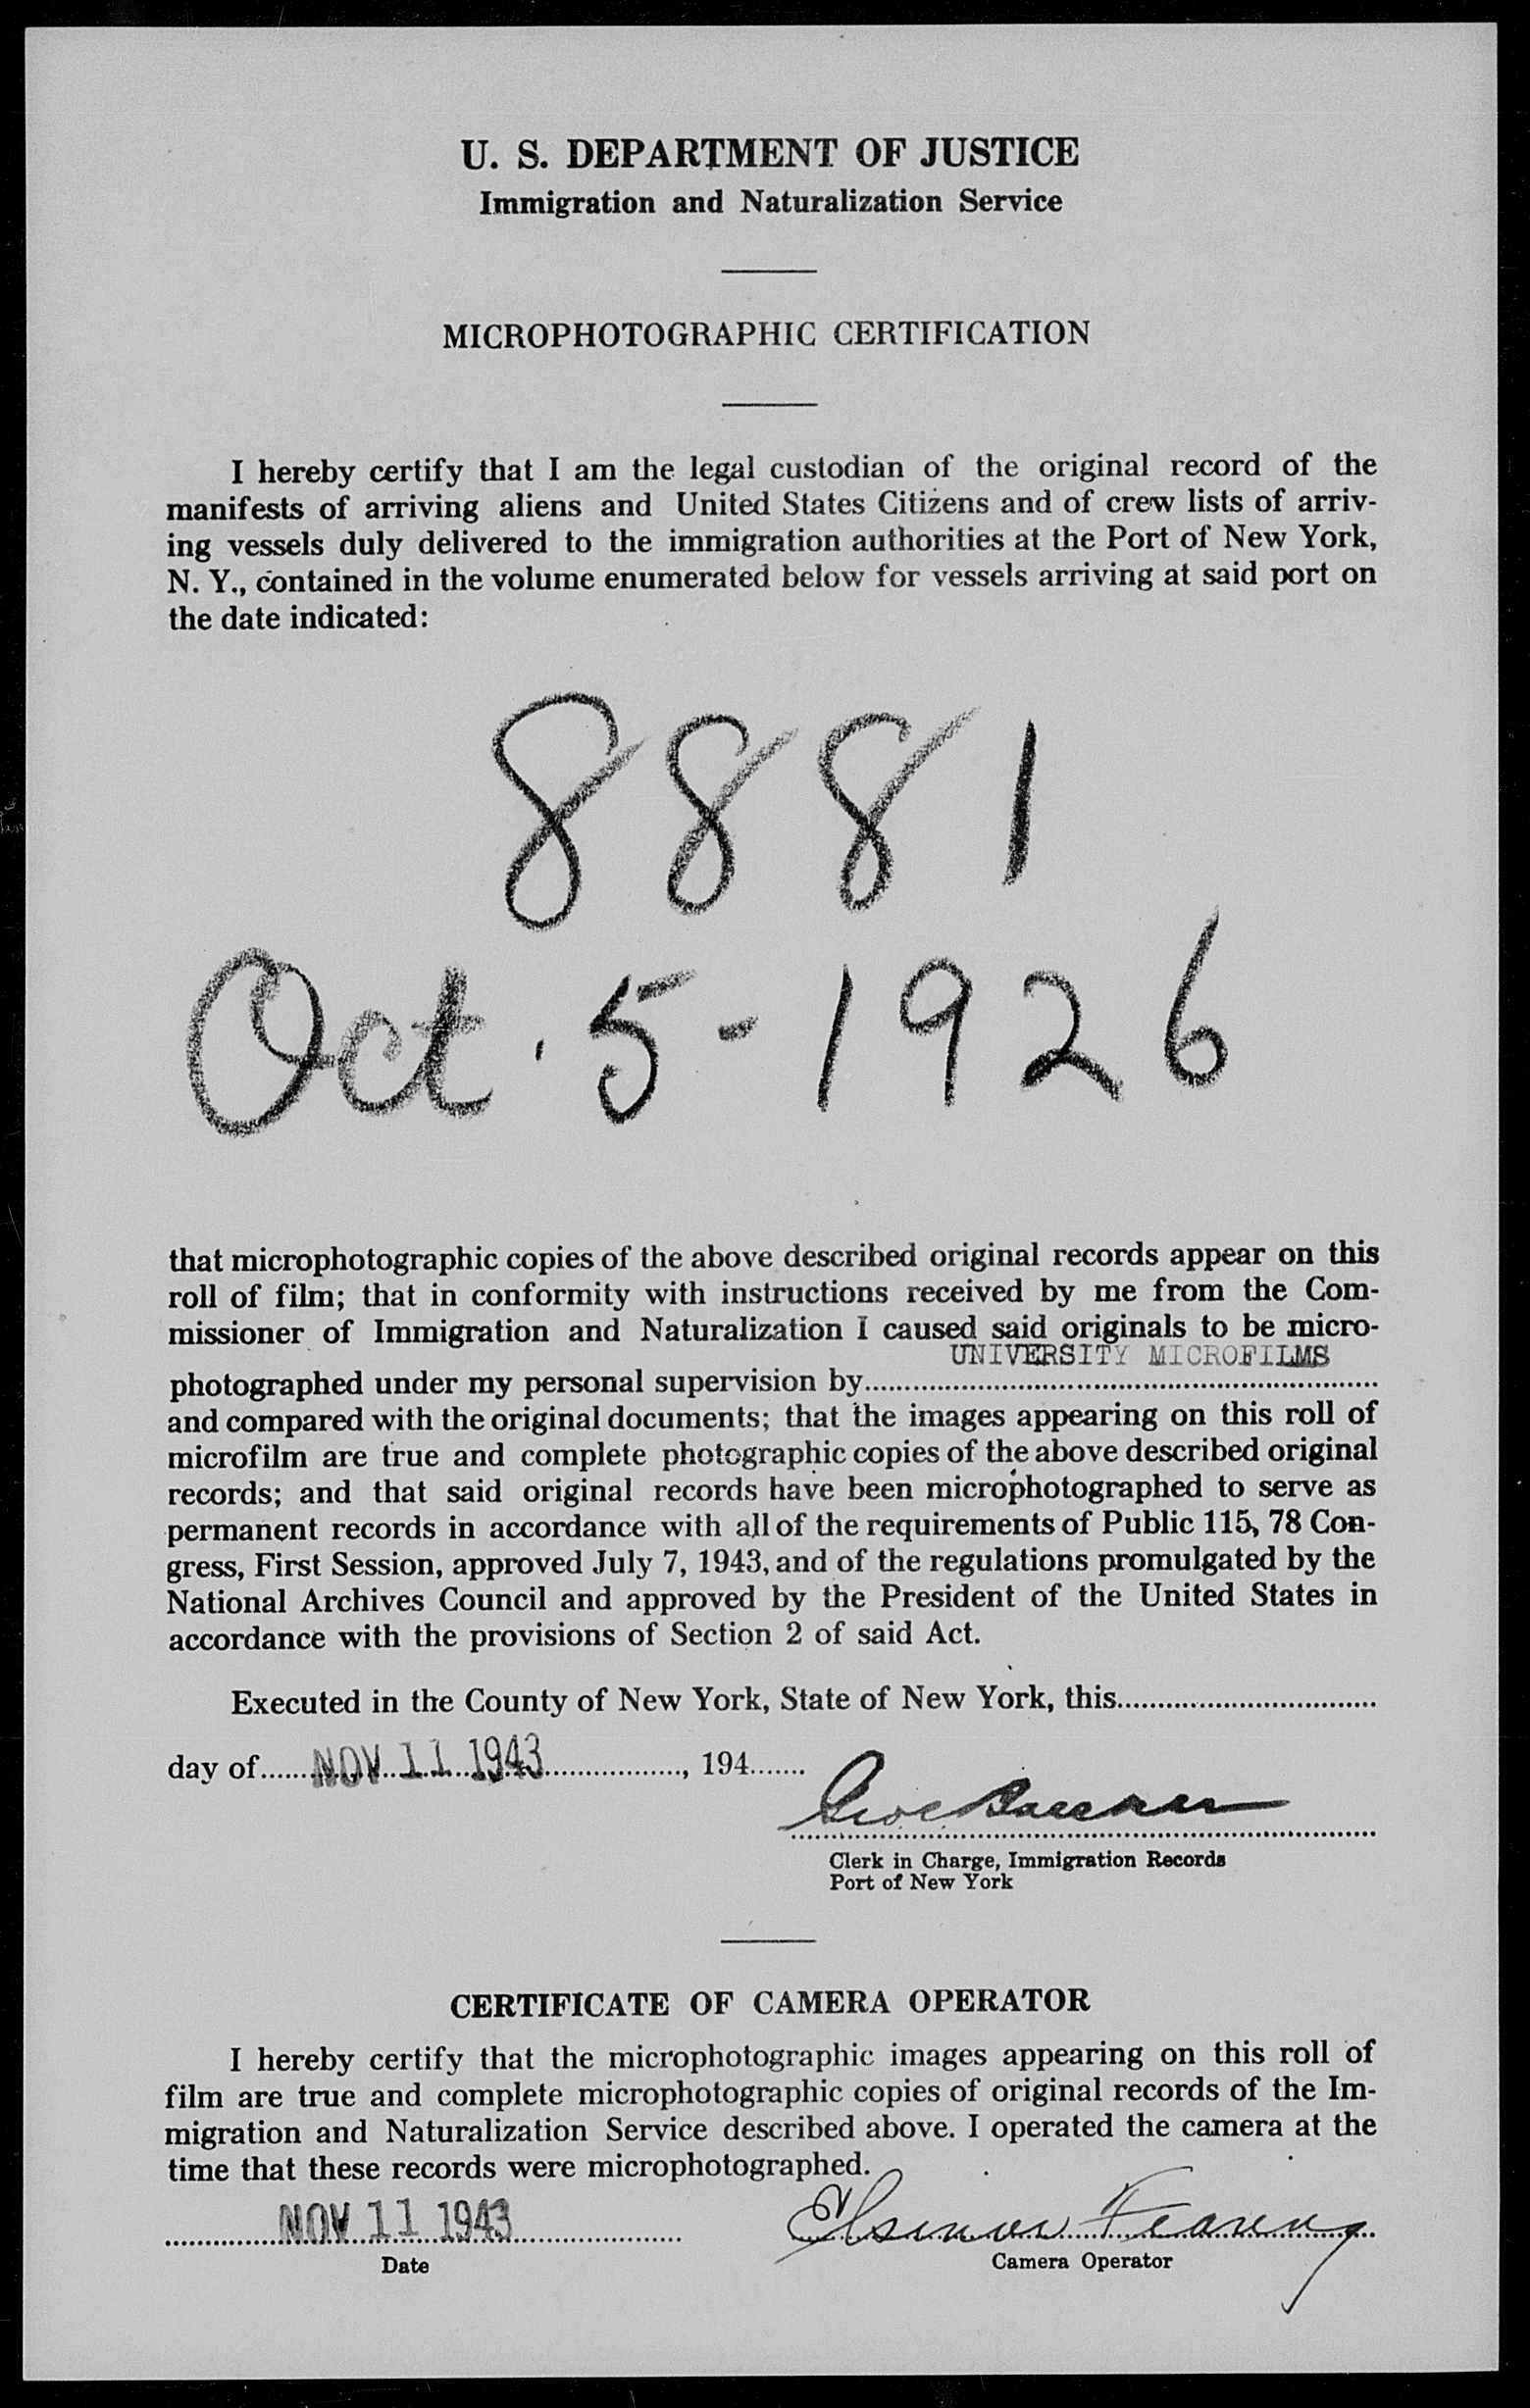 U. S. DEPARTMENT OF JUSTICE
Immigration and Naturalization Service
MICROPHOTOGRAPHIC CERTIFICATION
I hereby certify that I am the legal custodian of the original record of the
manifests of arriving aliens and United States Citizens and of crew lists of arriv-
ing vessels duly delivered to the immigration authorities at the Port of New York,
N. Y., contained in the volume enumerated below for vessels arriving at said port on
the date indicated:
8881
Oct. 5-1926
that microphotographic copies of the above described original records appear on this
roll of film; that in conformity with instructions received by me from the Com-
missioner of Immigration and Naturalization I caused said originals to be micro-
UNIVERSITY MICROFILMS
photographed under my personal supervision by
and compared with the original documents; that the images appearing on this roll of
microfilm are true and complete photographic copies of the above described original
records; and that said original records have been microphotographed to serve as
permanent records in accordance with all of the requirements of Public 115, 78 Con-
gress, First Session, approved July 7, 1943, and of the regulations promulgated by the
National Archives Council and approved by the President of the United States in
accordance with the provisions of Section 2 of said Act.
Executed in the County of New York, State of New York, this
day of NOV 11 1943, 194
Clerk in Charge, Immigration Records
Port of New York
CERTIFICATE OF CAMERA OPERATOR
I hereby certify that the microphotographic images appearing on this roll of
film are true and complete microphotographic copies of original records of the Im-
migration and Naturalization Service described above. I operated the camera at the
time that these records were microphotographed.
NOV 11 1943
Date
Camera Operator